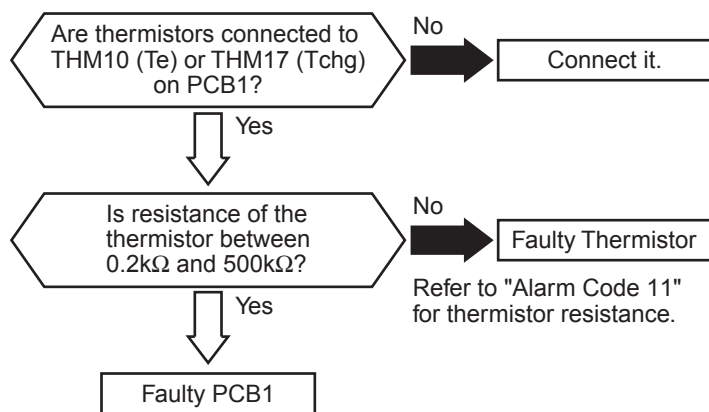 Are thermistors connected to
THM10 (Te) or THM17 (Tchg)
on PCB1?
No
Connect it.
Yes
Is resistance of the
thermistor between
0.2kΩ and 500kΩ?
No
Faulty Thermistor
Refer to "Alarm Code 11"
for thermistor resistance.
Yes
Faulty PCB1